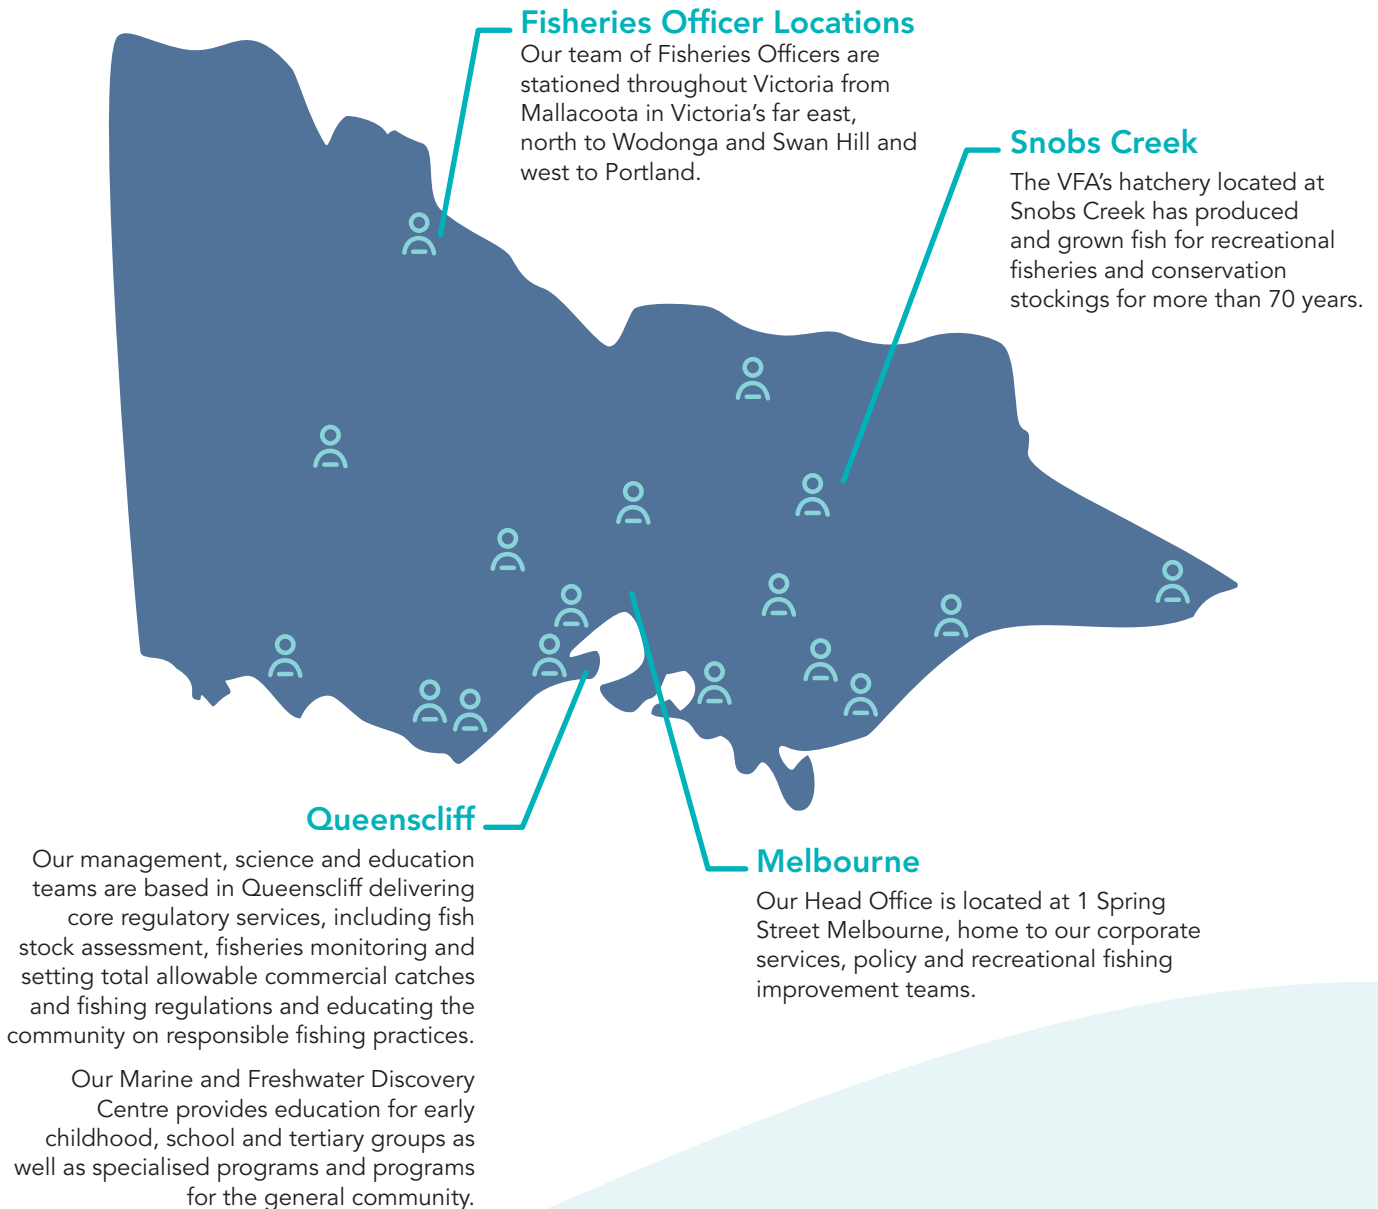 Fisheries Officer Locations
Our team of Fisheries Officers are
stationed throughout Victoria from
Mallacoota in Victoria’s far east,
north to Wodonga and Swan Hill and
west to Portland.
Snobs Creek
The VFA’s hatchery located at
Snobs Creek has produced
and grown fish for recreational
fisheries and conservation
stockings for more than 70 years.
Queenscliff
Our management, science and education
teams are based in Queenscliff delivering
core regulatory services, including fish
stock assessment, fisheries monitoring and
setting total allowable commercial catches
and fishing regulations and educating the
community on responsible fishing practices.
Our Marine and Freshwater Discovery
Centre provides education for early
childhood, school and tertiary groups as
well as specialised programs and programs
for the general community.
Melbourne
Our Head Office is located at 1 Spring
Street Melbourne, home to our corporate
services, policy and recreational fishing
improvement teams.